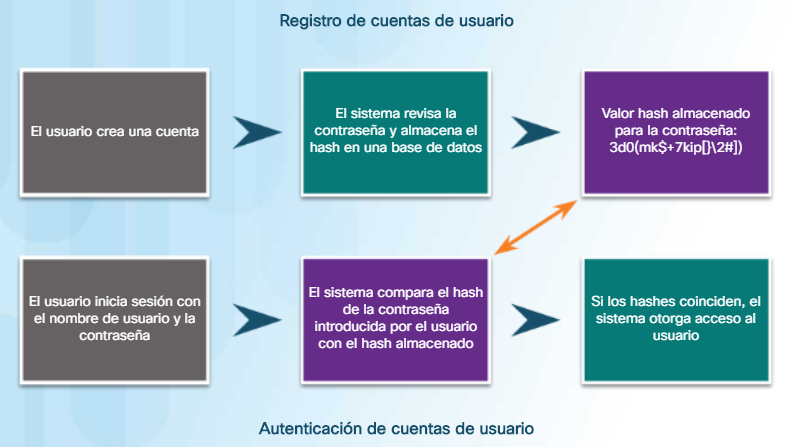 Registro de cuentas de usuario
El usuario crea una cuenta
El sistema revisa la
contraseña y almacena el
hash en una base de datos
Valor hash almacenado
para la contraseña:
3d0(mk$+7kip[}\2#])
El usuario inicia sesión con
el nombre de usuario y la
contraseña
El sistema compara el hash
de la contraseña
introducida por el usuario
con el hash almacenado
Si los hashes coinciden, el
sistema otorga acceso al
usuario
Autenticación de cuentas de usuario